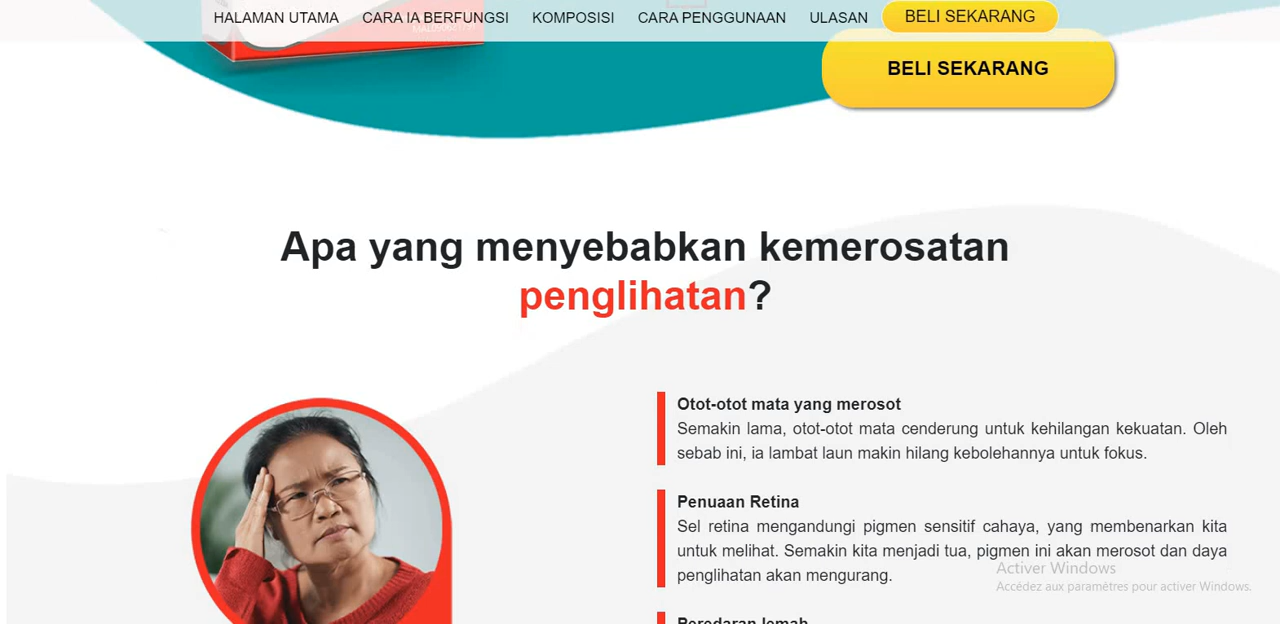 HALAMAN UTAMA CARA IA BERFUNGSI KOMPOSISI CARA PENGGUNAAN ULASAN BELI SEKARANG
BELI SEKARANG
Apa yang menyebabkan kemerosatan
penglihatan?
Otot-otot mata yang merosot
Semakin lama, otot-otot mata cenderung untuk kehilangan kekuatan. Oleh
sebab ini, ia lambat laun makin hilang kebolehannya untuk fokus.
Penuaan Retina
Sel retina mengandungi pigmen sensitif cahaya, yang membenarkan kita
untuk melihat. Semakin kita menjadi tua, pigmen ini akan merosot dan daya
penglihatan akan mengurang.
Activer Windows
Accédez aux paramètres pour activer Windows.
Peredaran lemah